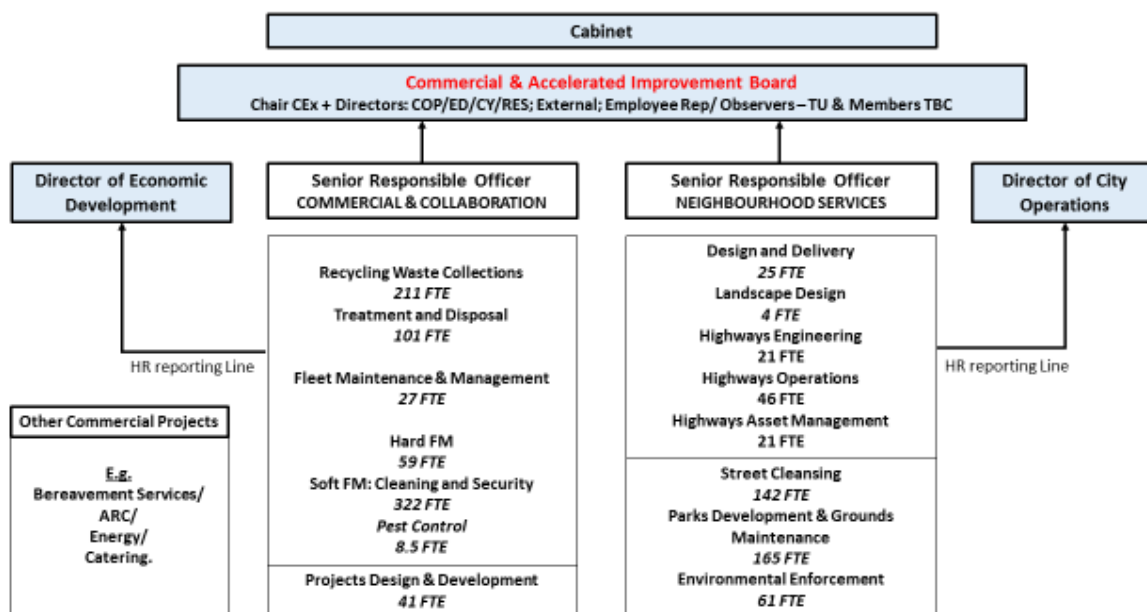 Cabinet
Commercial & Accelerated Improvement Board
Chair CEx + Directors: COP/ED/CY/RES; External; Employee Rep/ Observers – TU & Members TBC
Director of Economic
Development
Senior Responsible Officer
COMMERCIAL & COLLABORATION
Senior Responsible Officer
NEIGHBOURHOOD SERVICES
Director of City
Operations
HR reporting Line
Other Commercial Projects
E.g.
Bereavement Services/
ARC/
Energy/
Catering.
Recycling Waste Collections
211 FTE
Treatment and Disposal
101 FTE
Fleet Maintenance & Management
27 FTE
Hard FM
59 FTE
Soft FM: Cleaning and Security
322 FTE
Pest Control
8.5 FTE
Projects Design & Development
41 FTE
Design and Delivery
25 FTE
Landscape Design
4 FTE
Highways Engineering
21 FTE
Highways Operations
46 FTE
Highways Asset Management
21 FTE
Street Cleansing
142 FTE
Parks Development & Grounds
Maintenance
165 FTE
Environmental Enforcement
61 FTE
HR reporting Line